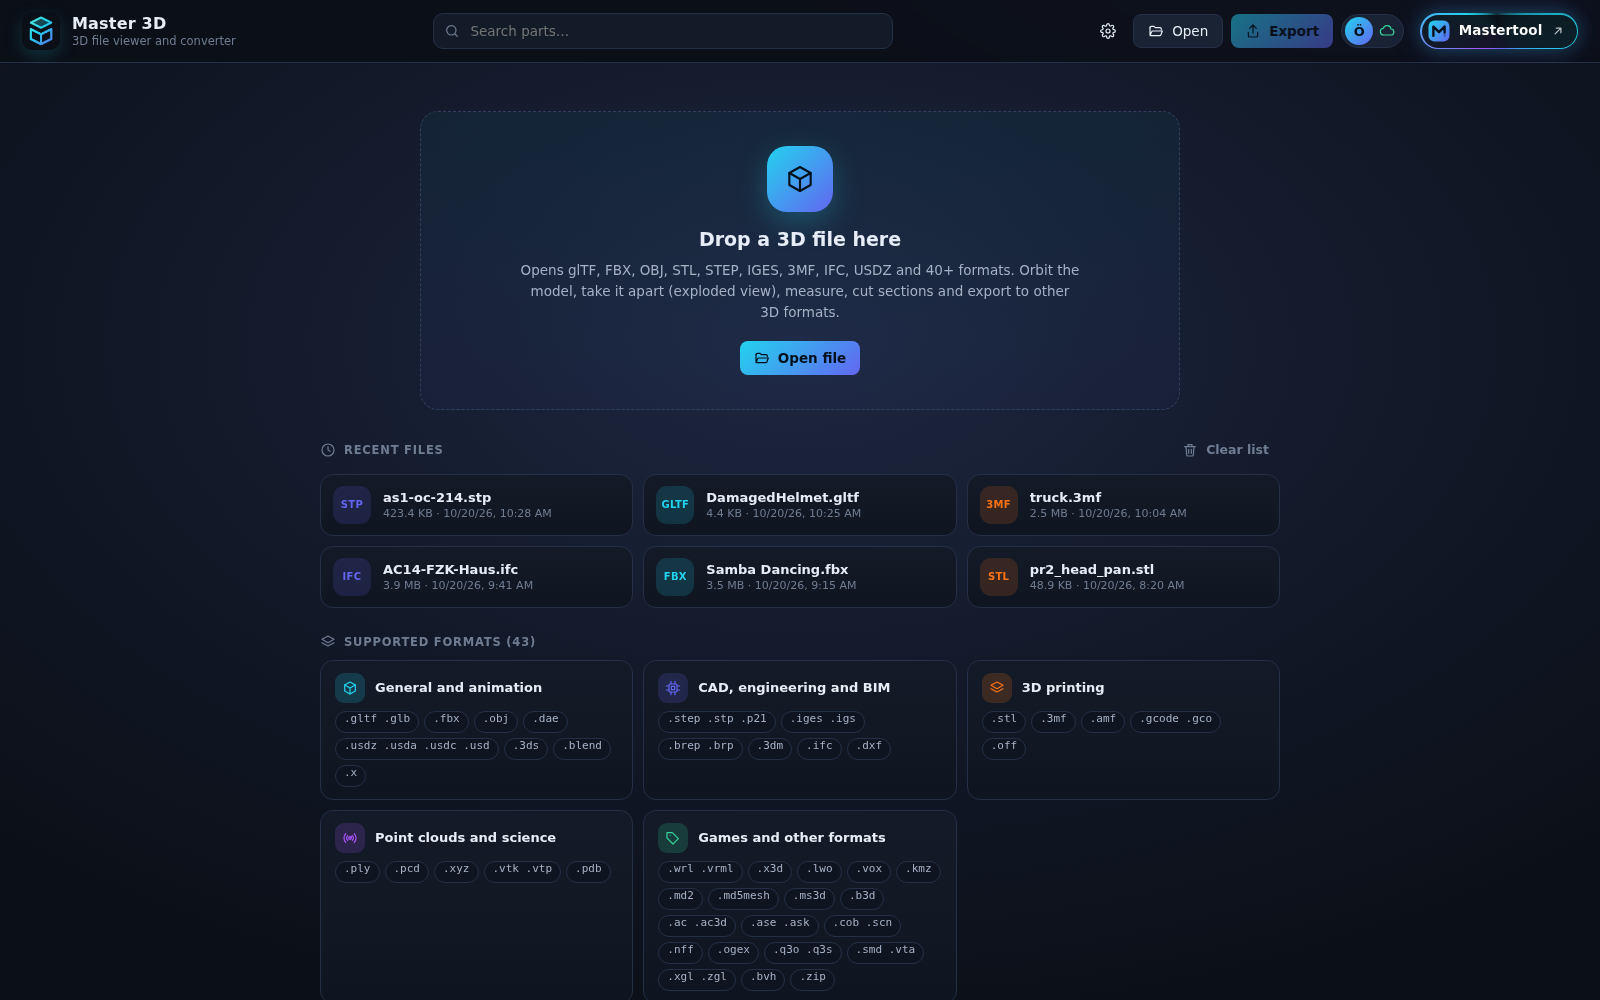 Master 3D
3D file viewer and converter
Search parts...
Open
Export
Ö
Mastertool
Drop a 3D file here
Opens glTF, FBX, OBJ, STL, STEP, IGES, 3MF, IFC, USDZ and 40+ formats. Orbit the
model, take it apart (exploded view), measure, cut sections and export to other
3D formats.
Open file
RECENT FILES
Clear list
STP
as1-oc-214.stp
423.4 KB · 10/20/26, 10:28 AM
GLTF
DamagedHelmet.gltf
4.4 KB · 10/20/26, 10:25 AM
3MF
truck.3mf
2.5 MB · 10/20/26, 10:04 AM
IFC
AC14-FZK-Haus.ifc
3.9 MB · 10/20/26, 9:41 AM
FBX
Samba Dancing.fbx
3.5 MB · 10/20/26, 9:15 AM
STL
pr2_head_pan.stl
48.9 KB · 10/20/26, 8:20 AM
SUPPORTED FORMATS (43)
General and animation
.gltf .glb .fbx .obj .dae
.usdz .usda .usdc .usd .3ds .blend
.x
CAD, engineering and BIM
.step .stp .p21 .iges .igs
.brep .brp .3dm .ifc .dxf
3D printing
.stl .3mf .amf .gcode .gco
.off
Point clouds and science
.ply .pcd .xyz .vtk .vtp .pdb
Games and other formats
.wrl .vrml .x3d .lwo .vox .kmz
.md2 .md5mesh .ms3d .b3d
.ac .ac3d .ase .ask .cob .scn
.nff .ogex .q3o .q3s .smd .vta
.xgl .zgl .bvh .zip